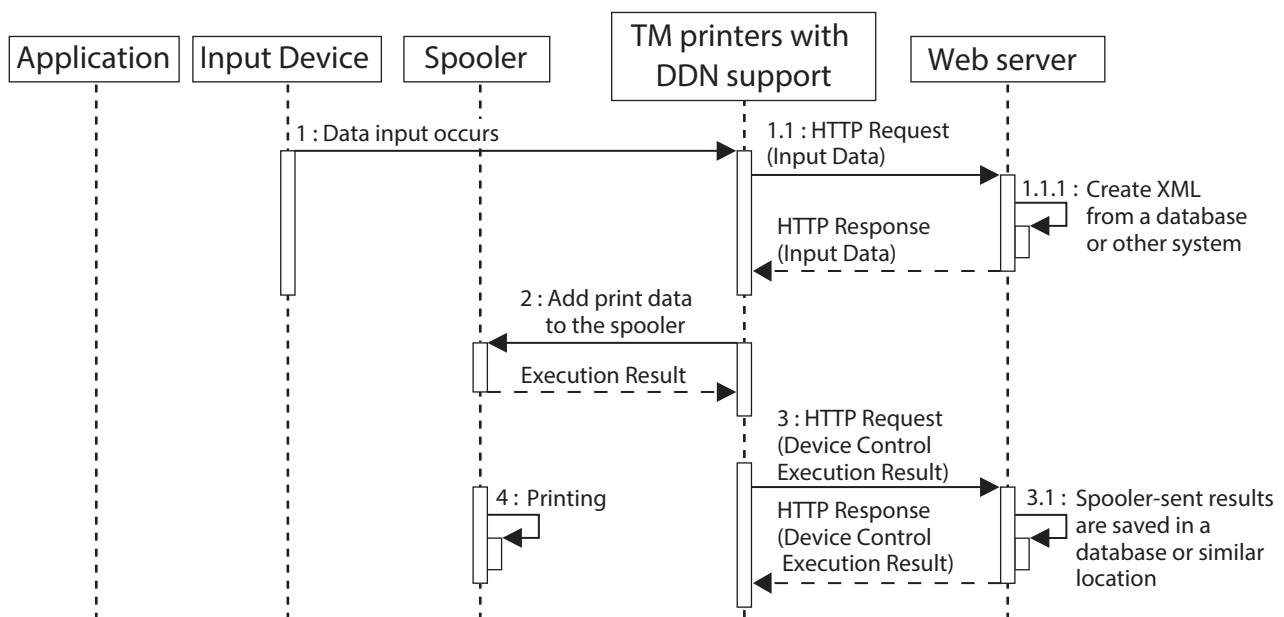 Application
Input Device
Spooler
TM printers with
DDN support
Web server
1 : Data input occurs
1.1 : HTTP Request
(Input Data)
1.1.1 : Create XML
from a database
or other system
HTTP Response
(Input Data)
2 : Add print data
to the spooler
Execution Result
3 : HTTP Request
(Device Control
Execution Result)
4 : Printing
3.1 : Spooler-sent results
are saved in a
database or similar
location
HTTP Response
(Device Control
Execution Result)